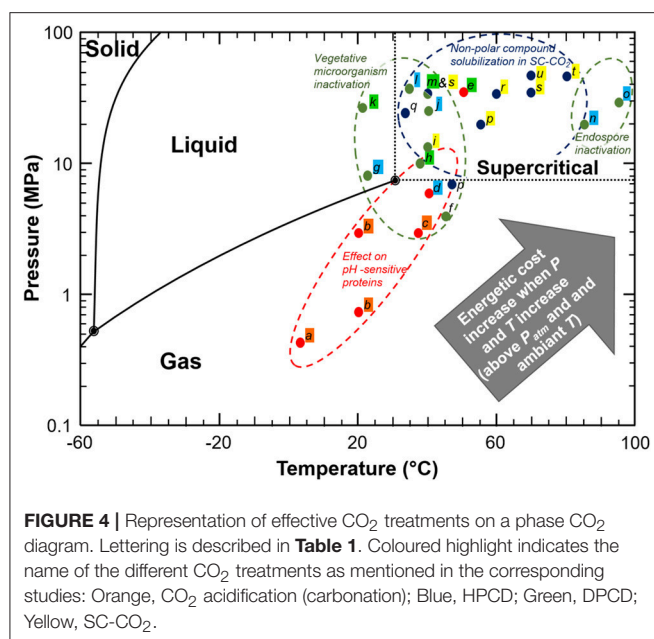 100
10
1
0.1
Pressure (MPa)
-60
-20
20
60
100
Temperature (°C)
Solid
Liquid
Gas
Supercritical
Vegetative
microorganism
inactivation
Non-polar compound
solubilization in SC-CO₂
Endospore
inactivation
Effect on
pH -sensitive
proteins
Energetic cost
increase when P
and T increase
(above Patm and and
ambiant T)
l
m&s
e
k
q
j
r
u
t
s
p
i
h
g
d
p
f
c
b
b
a
n
o
FIGURE 4 | Representation of effective CO₂ treatments on a phase CO₂
diagram. Lettering is described in Table 1. Coloured highlight indicates the
name of the different CO₂ treatments as mentioned in the corresponding
studies: Orange, CO₂ acidification (carbonation); Blue, HPCD; Green, DPCD;
Yellow, SC-CO₂.